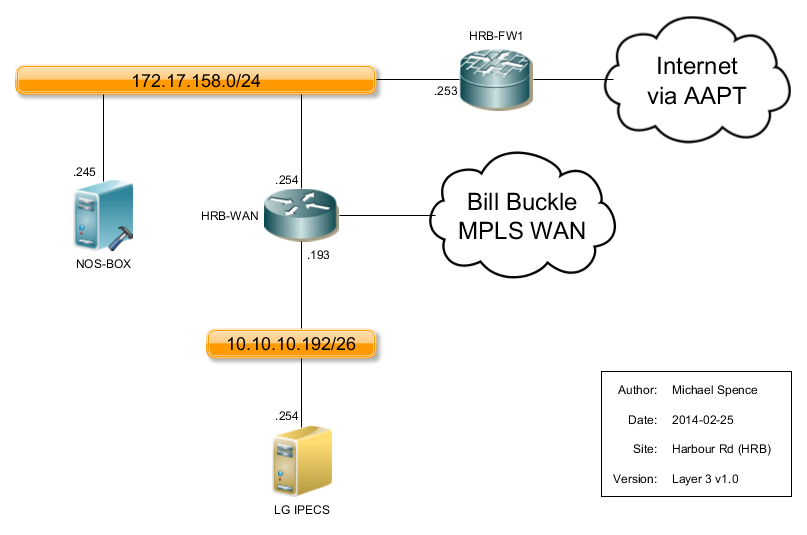 HRB-FW1
172.17.158.0/24
.253
Internet
via AAPT
.245
.254
HRB-WAN
Bill Buckle
MPLS WAN
NOS-BOX
.193
10.10.10.192/26
.254
LG IPECS
Author: Michael Spence
Date: 2014-02-25
Site: Harbour Rd (HRB)
Version: Layer 3 v1.0